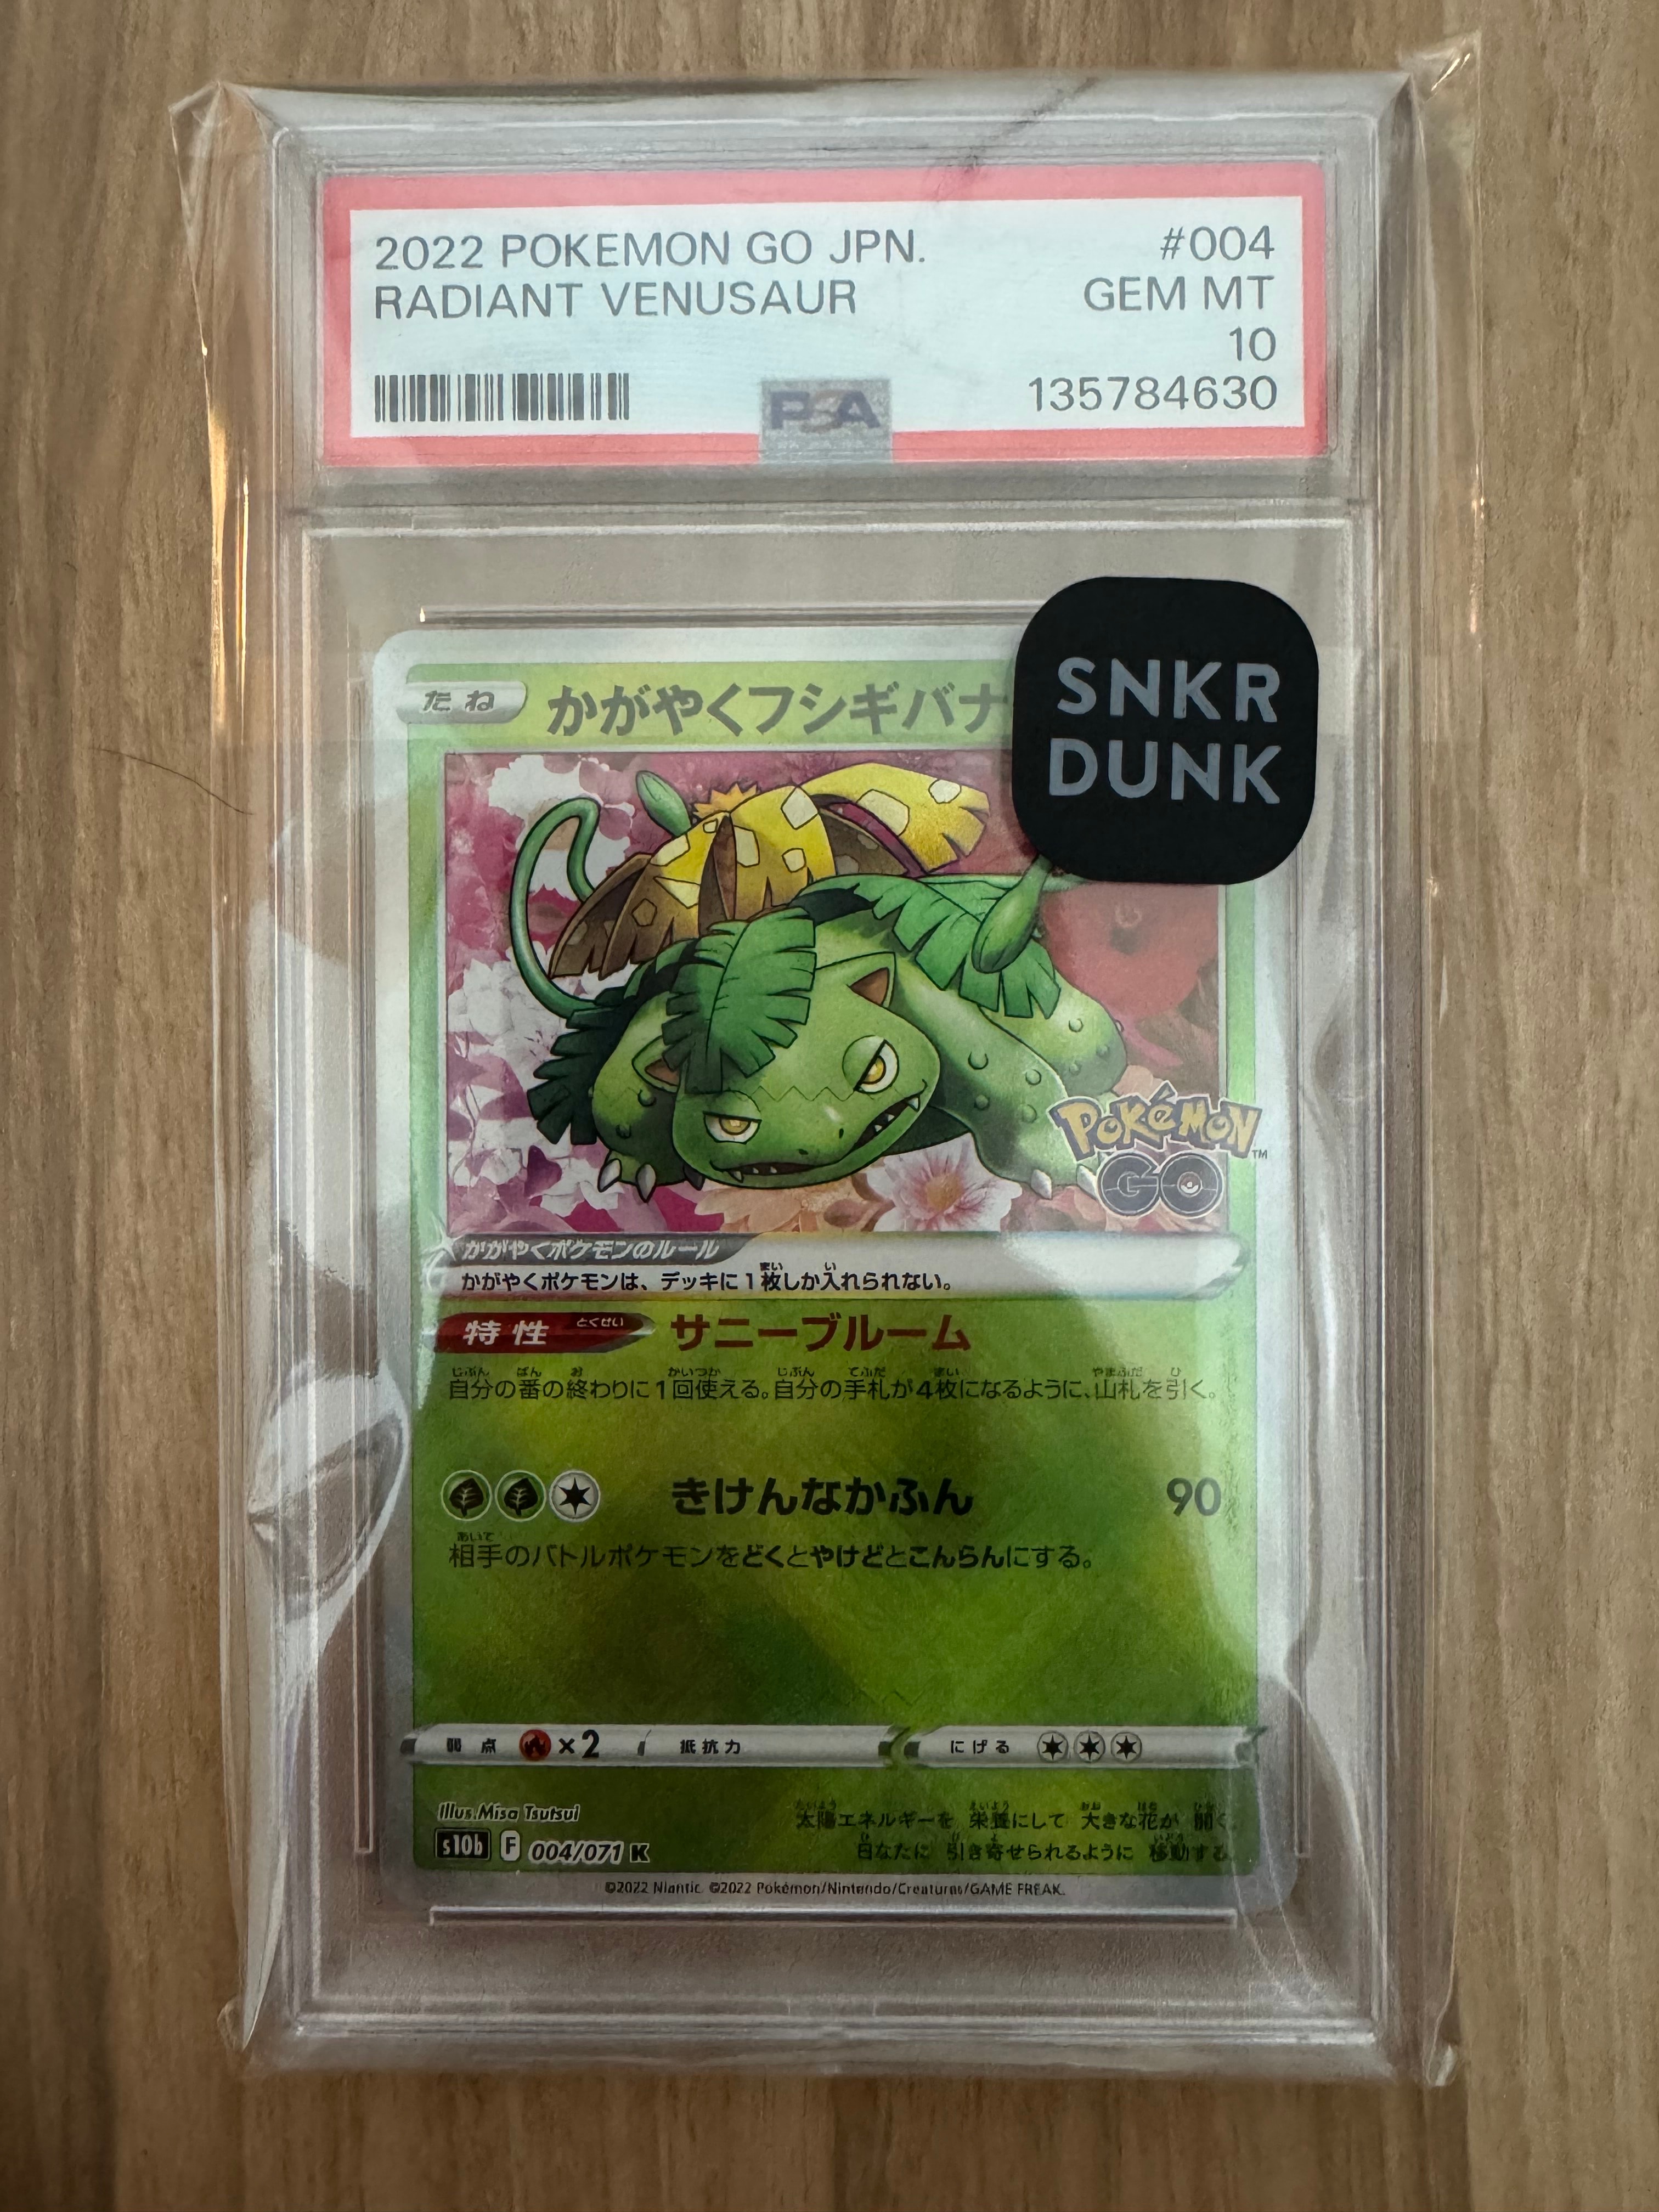 2022 POKEMON GO JPN. #004
RADIANT VENUSAUR GEM MT
10
PSA 135784630
SNKR
DUNK
たね かがやくフシギバナ
Pokémon
GO
™
かがやくポケモンのルール
かがやくポケモンは、デッキに1枚しか入れられない。
特性 とくせい サニーブルーム
自分の番の終わりに1回使える。自分の手札が4枚になるように、山札を引く。
きけんなかふん 90
相手のバトルポケモンをどくとやけどとこんらんにする。
弱点 ×2 抵抗力 にげる
Illus. Misa Tsutsui
s10b F 004/071 K
太陽エネルギーを 栄養にして 大きな花が 開く。
日なたに 引き寄せられるように 移動する。
©2022 Niantic. ©2022 Pokémon/Nintendo/Creatures/GAME FREAK.